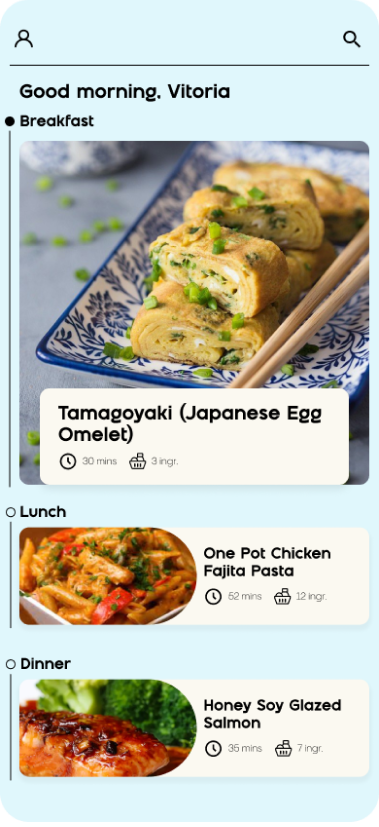 Good morning, Vitoria
Breakfast
Tamagoyaki (Japanese Egg
Omelet)
30 mins 3 ingr.
Lunch
One Pot Chicken
Fajita Pasta
52 mins 12 ingr.
Dinner
Honey Soy Glazed
Salmon
35 mins 7 ingr.